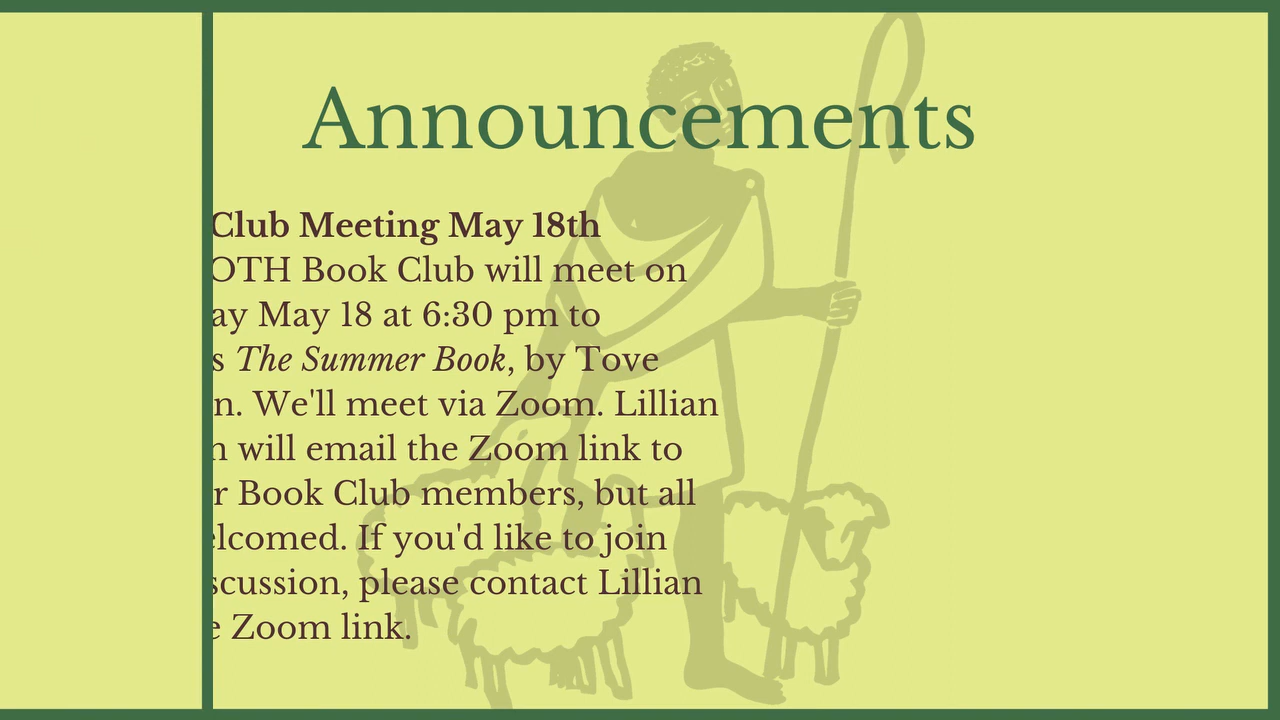 Announcements
Club Meeting May 18th
OTH Book Club will meet on
ay May 18 at 6:30 pm to
s The Summer Book, by Tove
n. We'll meet via Zoom. Lillian
n will email the Zoom link to
r Book Club members, but all
elcomed. If you'd like to join
scussion, please contact Lillian
e Zoom link.